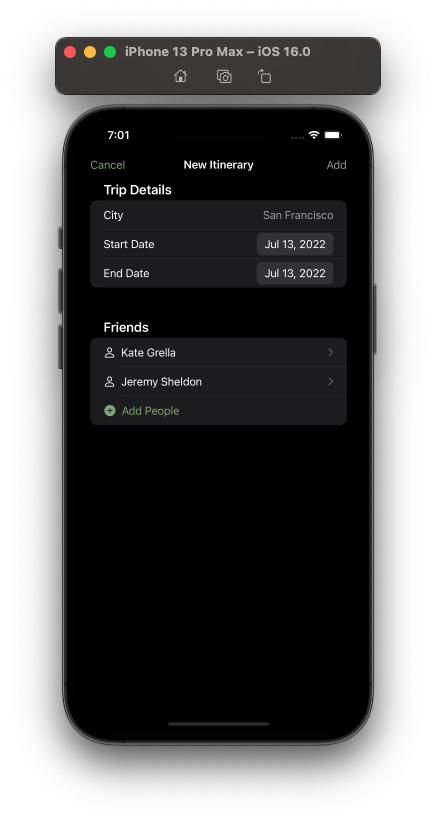 iPhone 13 Pro Max – iOS 16.0
7:01
Cancel New Itinerary Add
Trip Details
City San Francisco
Start Date Jul 13, 2022
End Date Jul 13, 2022
Friends
Kate Grella
Jeremy Sheldon
Add People